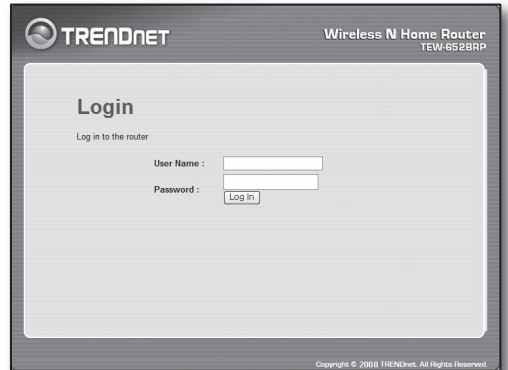 TRENDNET
Wireless N Home Router
TEW-652BRP
Login
Log in to the router
User Name :
Password :
Log In
Copyright © 2008 TRENDnet. All Rights Reserved.